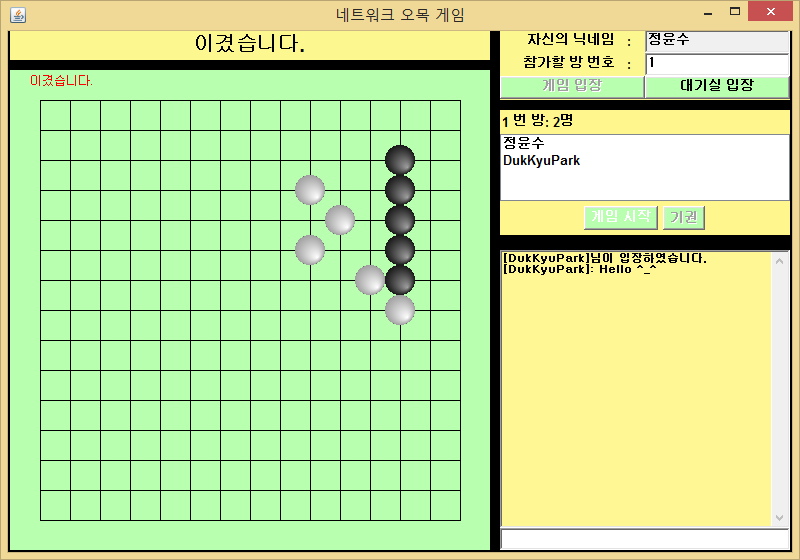 네트워크 오목 게임
이겼습니다.
이겼습니다.
자신의 닉네임 : 정윤수
참가할 방 번호 : 1
게임 입장 대기실 입장
1 번 방: 2명
정윤수
DukKyuPark
게임 시작 기권
[DukKyuPark]님이 입장하였습니다.
[DukKyuPark]: Hello ^_^